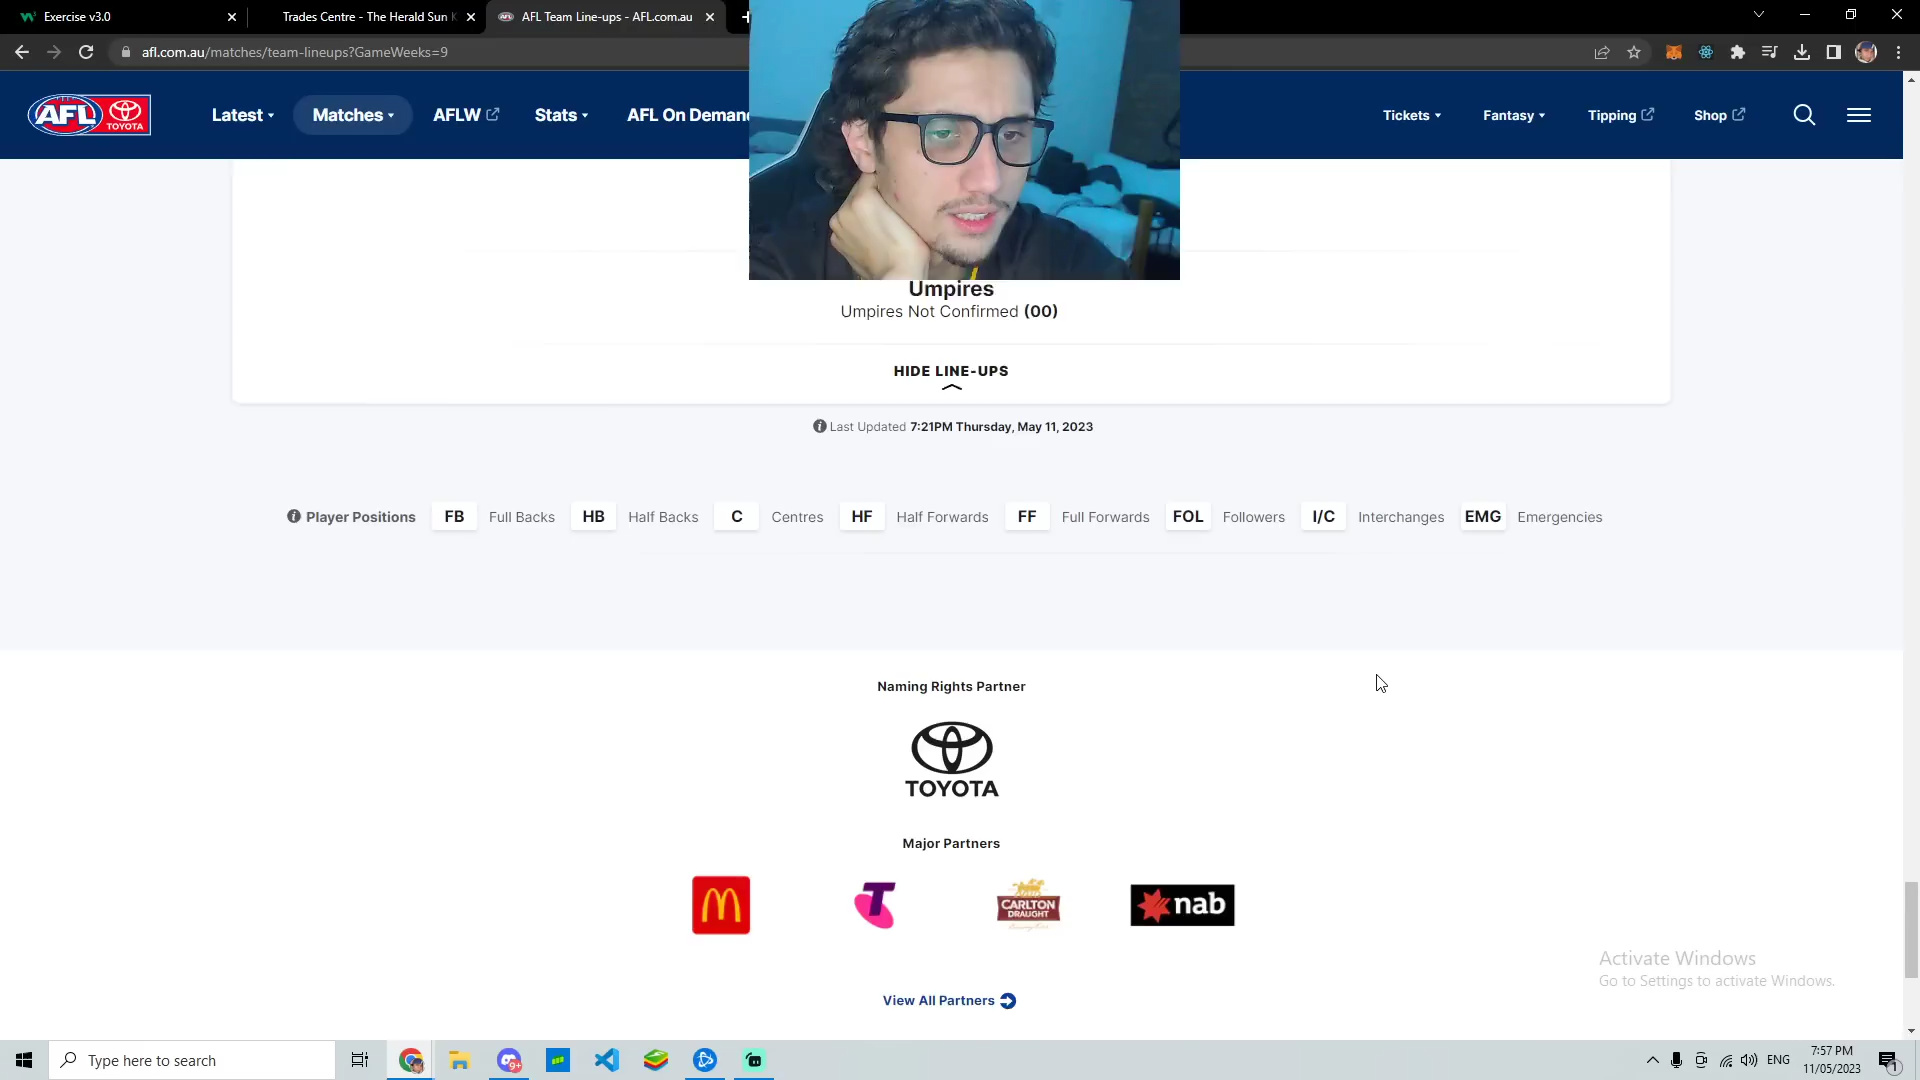 Exercise v3.0
Trades Centre - The Herald Sun K
AFL Team Line-ups - AFL.com.au
afl.com.au/matches/team-lineups?GameWeeks=9
AFL
TOYOTA
Latest
Matches
AFLW
Stats
AFL On Deman
Tickets
Fantasy
Tipping
Shop
Umpires
Umpires Not Confirmed (00)
HIDE LINE-UPS
Last Updated 7:21PM Thursday, May 11, 2023
Player Positions FB Full Backs HB Half Backs C Centres HF Half Forwards FF Full Forwards FOL Followers I/C Interchanges EMG Emergencies
Naming Rights Partner
TOYOTA
Major Partners
T
CARLTON
DRAUGHT
nab
View All Partners
Activate Windows
Go to Settings to activate Windows.
Type here to search
9+
ENG
7:57 PM
11/05/2023
1